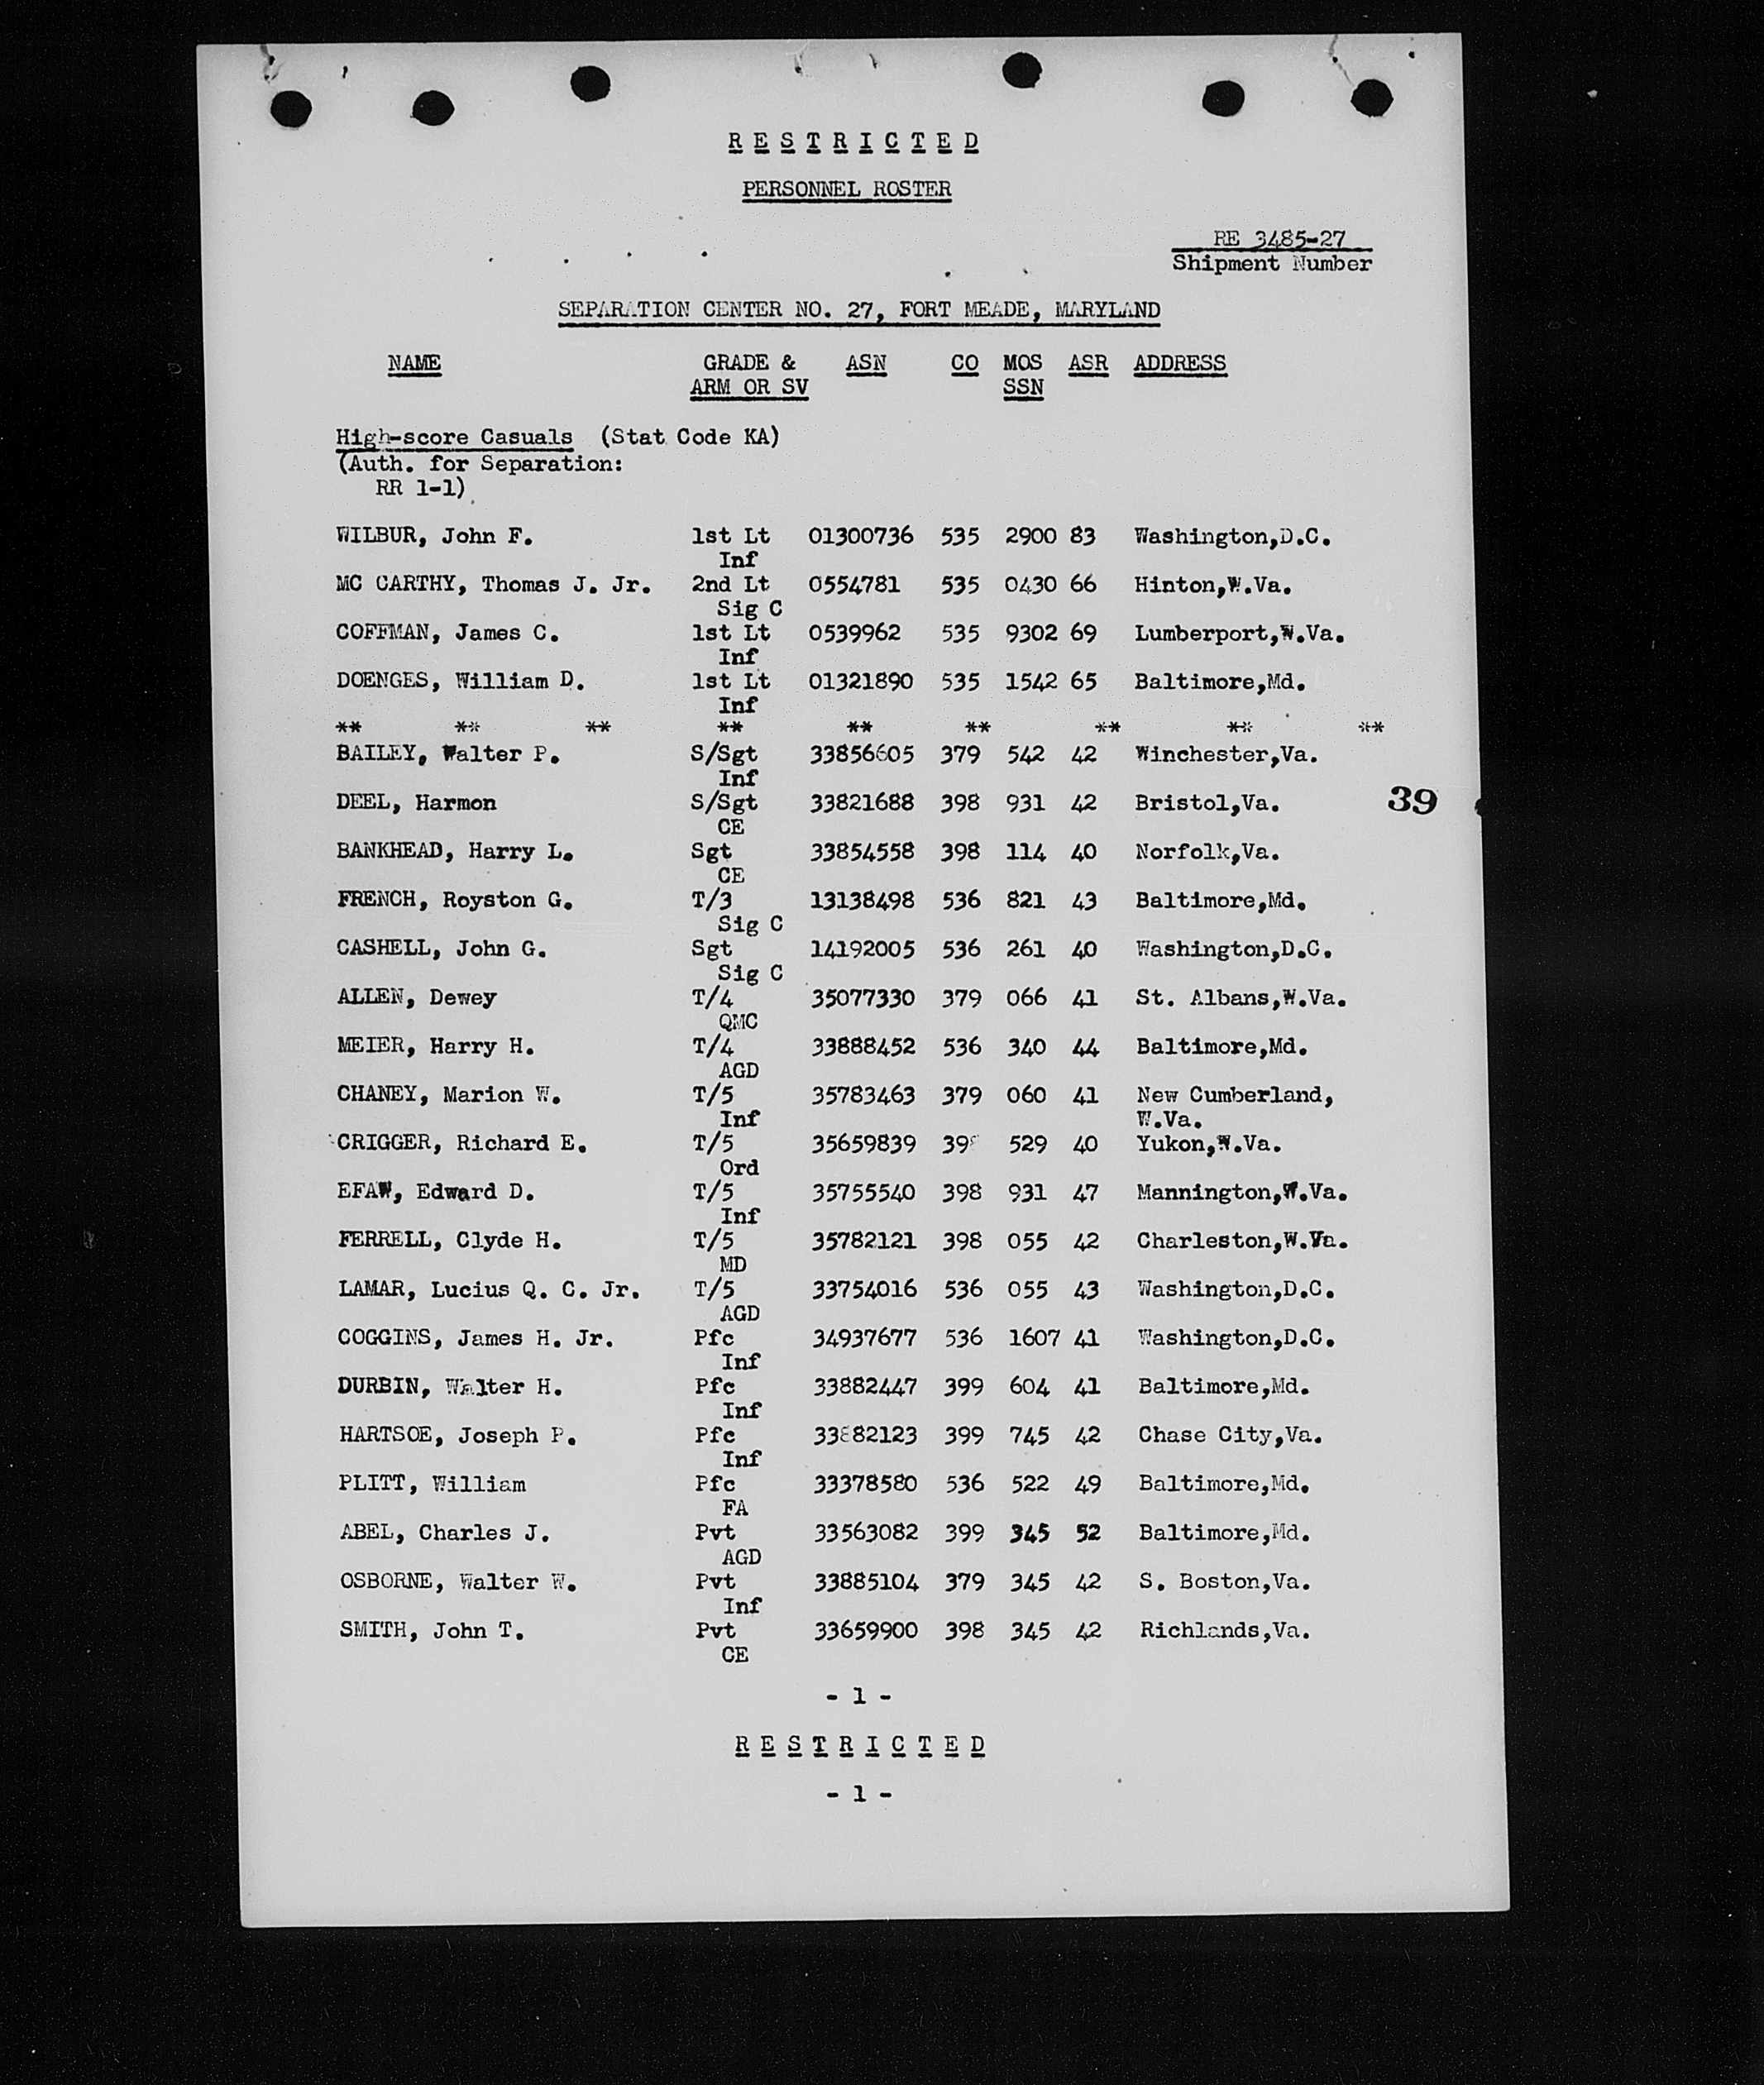 RESTRICTED
PERSONNEL ROSTER
RE 3485-27
Shipment Number
SEPARATION CENTER NO. 27, FORT MEADE, MARYLAND
NAME GRADE & ASN CO MOS ASR ADDRESS
ARM OR SV SSN
High-score Casuals (Stat Code KA)
(Auth. for Separation:
RR 1-1)
WILBUR, John F. 1st Lt 01300736 535 2900 83 Washington,D.C.
Inf
MC CARTHY, Thomas J. Jr. 2nd Lt 0554781 535 0430 66 Hinton,W.Va.
Sig C
COFFMAN, James C. 1st Lt 0539962 535 9302 69 Lumberport,W.Va.
Inf
DOENGES, William D. 1st Lt 01321890 535 1542 65 Baltimore,Md.
Inf
** ** ** ** ** ** ** ** **
BAILEY, Walter P. S/Sgt 33856605 379 542 42 Winchester,Va.
Inf
DEEL, Harmon S/Sgt 33821688 398 931 42 Bristol,Va. 39
CE
BANKHEAD, Harry L. Sgt 33854558 398 114 40 Norfolk,Va.
CE
FRENCH, Royston G. T/3 13138498 536 821 43 Baltimore,Md.
Sig C
CASHELL, John G. Sgt 14192005 536 261 40 Washington,D.C.
Sig C
ALLEN, Dewey T/4 35077330 379 066 41 St. Albans,W.Va.
QMC
MEIER, Harry H. T/4 33888452 536 340 44 Baltimore,Md.
AGD
CHANEY, Marion W. T/5 35783463 379 060 41 New Cumberland,
Inf W.Va.
CRIGGER, Richard E. T/5 35659839 398 529 40 Yukon,W.Va.
Ord
EFAW, Edward D. T/5 35755540 398 931 47 Mannington,W.Va.
Inf
FERRELL, Clyde H. T/5 35782121 398 055 42 Charleston,W.Va.
MD
LAMAR, Lucius Q. C. Jr. T/5 33754016 536 055 43 Washington,D.C.
AGD
COGGINS, James H. Jr. Pfc 34937677 536 1607 41 Washington,D.C.
Inf
DURBIN, Walter H. Pfc 33882447 399 604 41 Baltimore,Md.
Inf
HARTSOE, Joseph P. Pfc 33882123 399 745 42 Chase City,Va.
Inf
PLITT, William Pfc 33378580 536 522 49 Baltimore,Md.
FA
ABEL, Charles J. Pvt 33563082 399 345 52 Baltimore,Md.
AGD
OSBORNE, Walter W. Pvt 33885104 379 345 42 S. Boston,Va.
Inf
SMITH, John T. Pvt 33659900 398 345 42 Richlands,Va.
CE
- 1 -
RESTRICTED
- 1 -